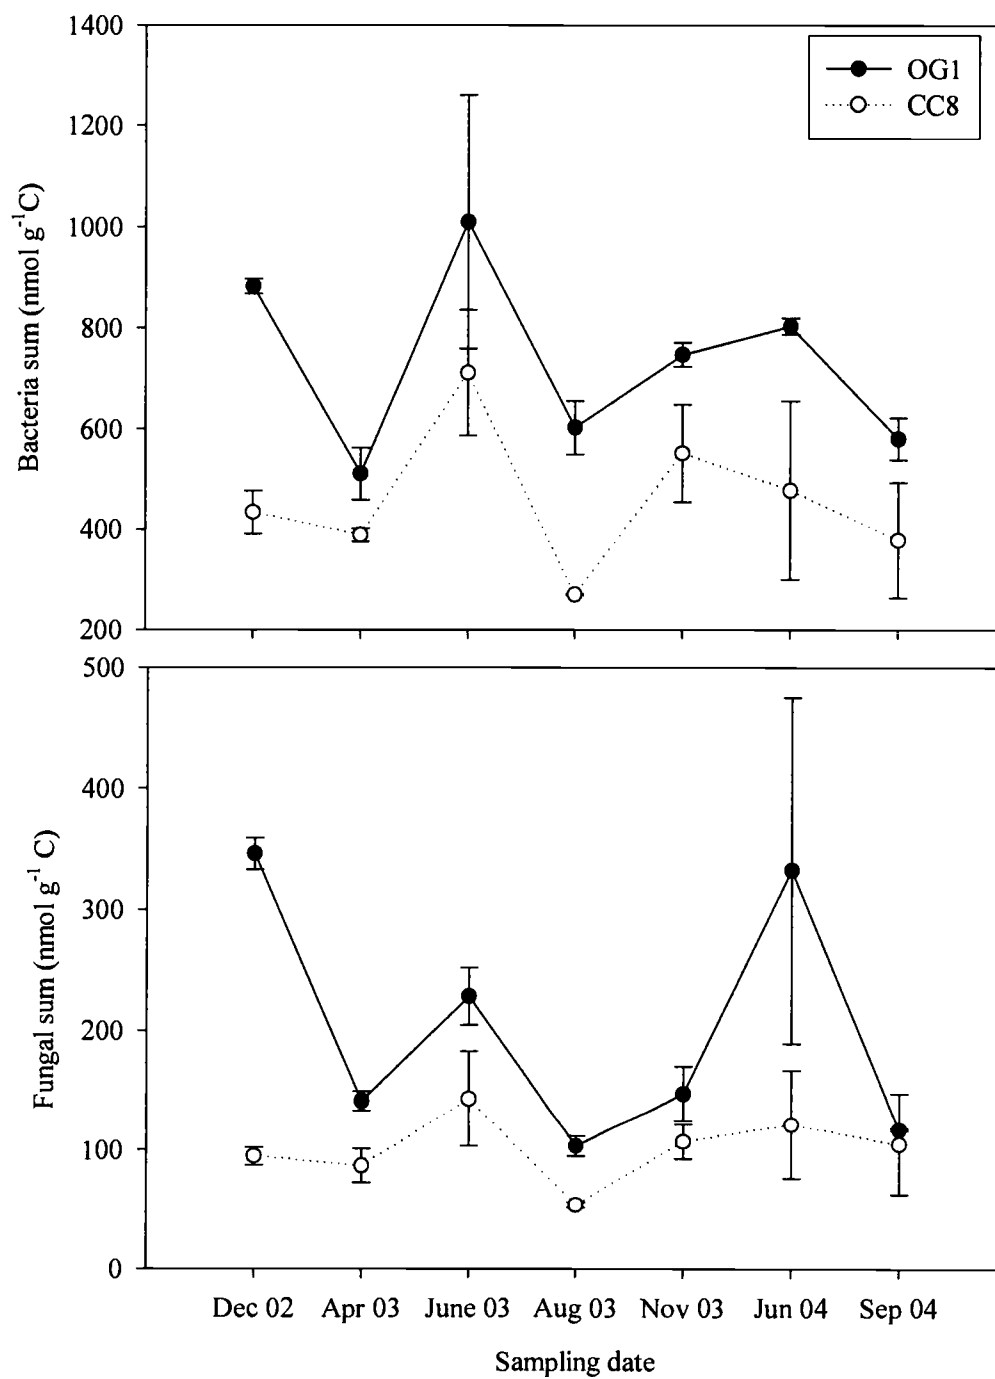 1400
1200
1000
800
600
400
200
Bacteria sum (nmol g⁻¹C)
OG1
CC8
500
400
300
200
100
0
Fungal sum (nmol g⁻¹ C)
Dec 02 Apr 03 June 03 Aug 03 Nov 03 Jun 04 Sep 04
Sampling date